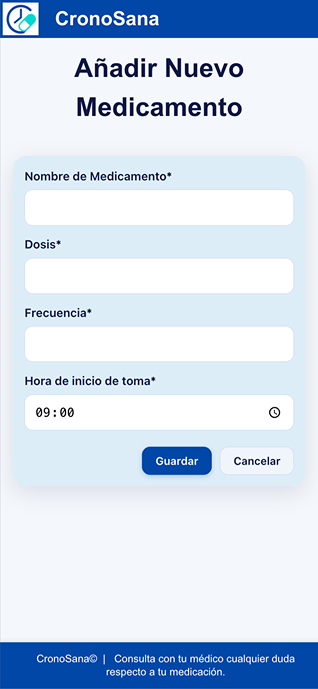 CronoSana
Añadir Nuevo
Medicamento
Nombre de Medicamento*
Dosis*
Frecuencia*
Hora de inicio de toma*
09:00
Guardar
Cancelar
CronoSana© | Consulta con tu médico cualquier duda
respecto a tu medicación.